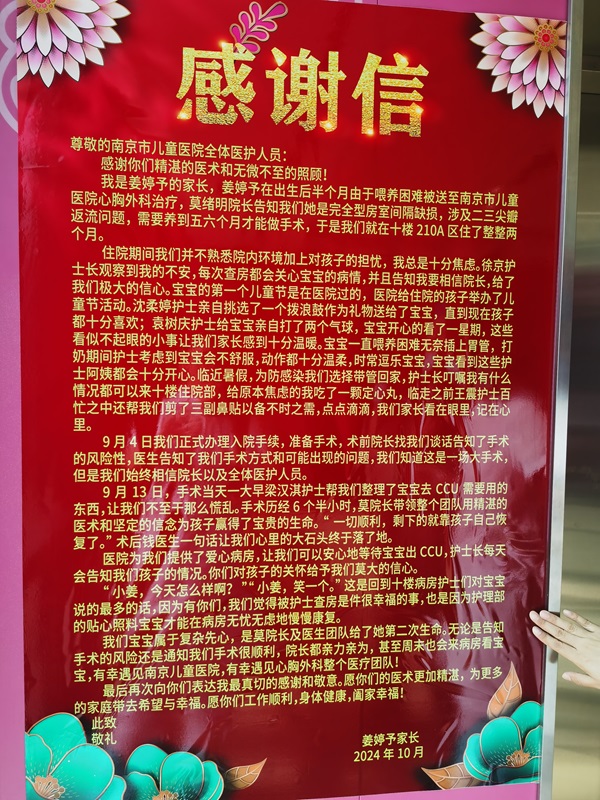 感谢信
尊敬的南京市儿童医院全体医护人员：
感谢你们精湛的医术和无微不至的照顾！
我是姜婷予的家长，姜婷予在出生后半个月由于喂养困难被送至南京市儿童
医院心胸外科治疗，莫绪明院长告知我们她是完全型房室间隔缺损，涉及二三尖瓣
返流问题，需要养到五六个月才能做手术，于是我们就在十楼 210A 区住了整整两
个月。
住院期间我们并不熟悉院内环境加上对孩子的担忧，我总是十分焦虑。徐京护
士长观察到我的不安，每次查房都会关心宝宝的病情，并且告知我要相信院长，给了
我们极大的信心。宝宝的第一个儿童节是在医院过的，医院给住院的孩子举办了儿
童节活动。沈柔婷护士亲自挑选了一个拨浪鼓作为礼物送给了宝宝，直到现在孩子
都十分喜欢；袁树庆护士给宝宝亲自打了两个气球，宝宝开心的看了一星期，这些
看似不起眼的小事让我们家长感到十分温暖。宝宝一直喂养困难无奈插上胃管，打
奶期间护士考虑到宝宝会不舒服，动作都十分温柔，时常逗乐宝宝，宝宝看到这些护
士阿姨都会十分开心。临近暑假，为防感染我们选择带管回家，护士长叮嘱我有什么
情况都可以来十楼住院部，给原本焦虑的我吃了一颗定心丸，临走之前王震护士百
忙之中还帮我们剪了三副鼻贴以备不时之需，点点滴滴，我们家长看在眼里，记在心
里。
9 月 4 日我们正式办理入院手续，准备手术，术前院长找我们谈话告知了手术
的风险性，医生告知了我们手术方式和可能出现的问题，我们知道这是一场大手术，
但是我们始终相信院长以及全体医护人员。
9 月 13 日，手术当天一大早梁汉淇护士帮我们整理了宝宝去 CCU 需要用的
东西，让我们不至于那么慌乱。手术历经 6 个半小时，莫院长带领整个团队用精湛的
医术和坚定的信念为孩子赢得了宝贵的生命。“ 一切顺利，剩下的就靠孩子自己恢
复了。” 术后钱医生一句话让我们心里的大石头终于落了地。
医院为我们提供了爱心病房，让我们可以安心地等待宝宝出 CCU，护士长每天
会告知我们孩子的情况。你们对孩子的关怀给予我们莫大的信心。
“ 小姜，今天怎么样啊？ ”“ 小姜，笑一个。” 这是回到十楼病房护士们对宝宝
说的最多的话，因为有你们，我们觉得被护士查房是件很幸福的事，也是因为护理部
的贴心照料宝宝才能在病房无忧无虑地慢慢康复。
我们宝宝属于复杂先心，是莫院长及医生团队给了她第二次生命。无论是告知
手术的风险还是通知我们手术很顺利，院长都亲力亲为，甚至周末也会来病房看宝
宝，有幸遇见南京儿童医院，有幸遇见心胸外科整个医疗团队！
最后再次向你们表达我最真切的感谢和敬意。愿你们的医术更加精湛，为更多
的家庭带去希望与幸福。愿你们工作顺利，身体健康，阖家幸福！
此致
敬礼
姜婷予家长
2024 年 10 月